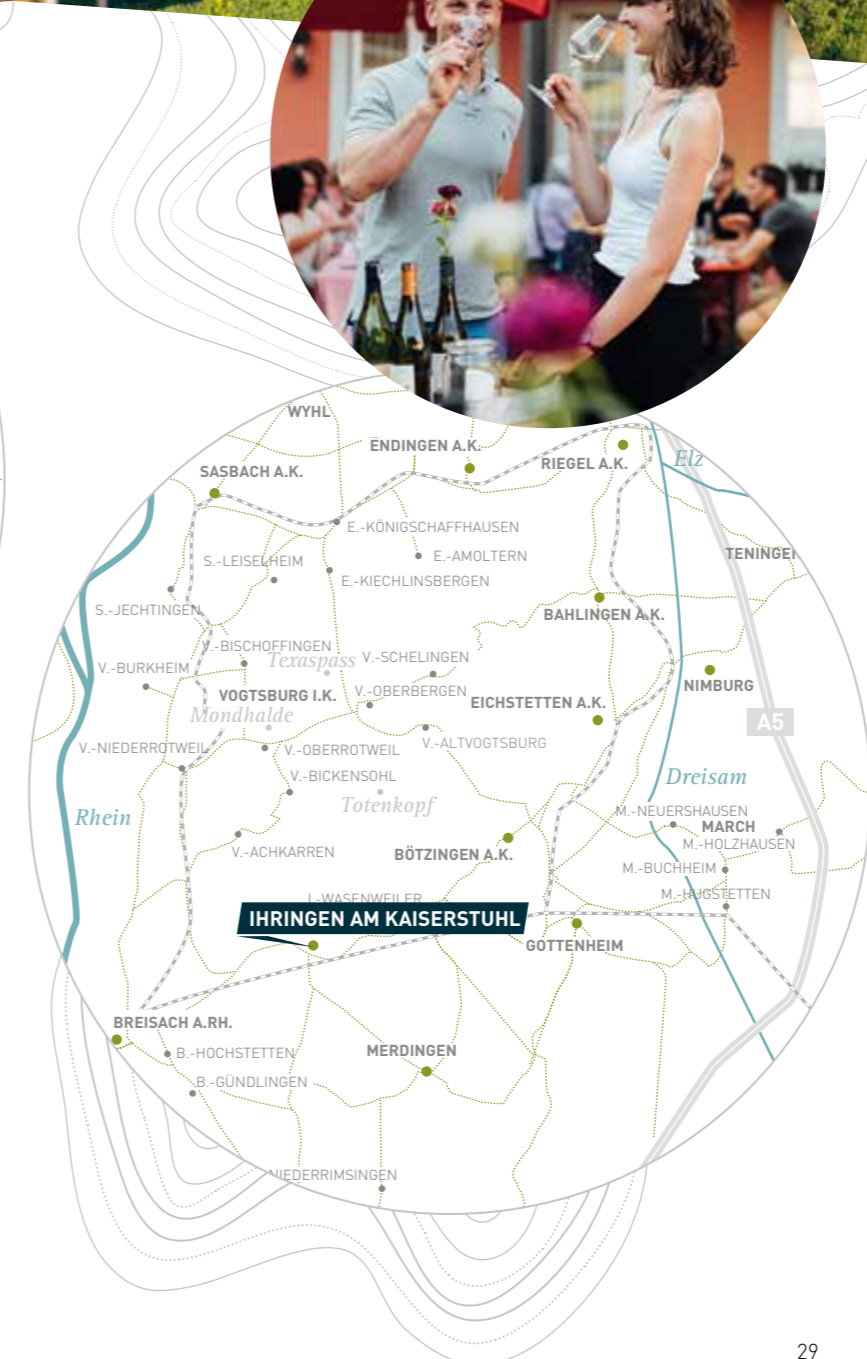 WYHL
ENDINGEN A.K.
RIEGEL A.K.
Elz
SASBACH A.K.
E.-KÖNIGSCHAFFHAUSEN
TENINGEN
S.-LEISELHEIM
E.-AMOLTERN
E.-KIECHLINSBERGEN
S.-JECHTINGEN
BAHLINGEN A.K.
V.-BISCHOFFINGEN
Texaspass
V.-SCHELINGEN
V.-BURKHEIM
NIMBURG
VOGTSBURG I.K.
V.-OBERBERGEN
EICHSTETTEN A.K.
Mondhalde
A5
V.-NIEDERROTWEIL
V.-OBERROTWEIL
V.-ALTVOGTSBURG
V.-BICKENSOHL
Dreisam
Totenkopf
Rhein
M.-NEUERSHAUSEN
MARCH
M.-HOLZHAUSEN
V.-ACHKARREN
BÖTZINGEN A.K.
M.-BUCHHEIM
I.-WASENWEILER
M.-HUGSTETTEN
IHRINGEN AM KAISERSTUHL
GOTTENHEIM
BREISACH A.RH.
B.-HOCHSTETTEN
MERDINGEN
B.-GÜNDLINGEN
NIEDERRIMSINGEN
29